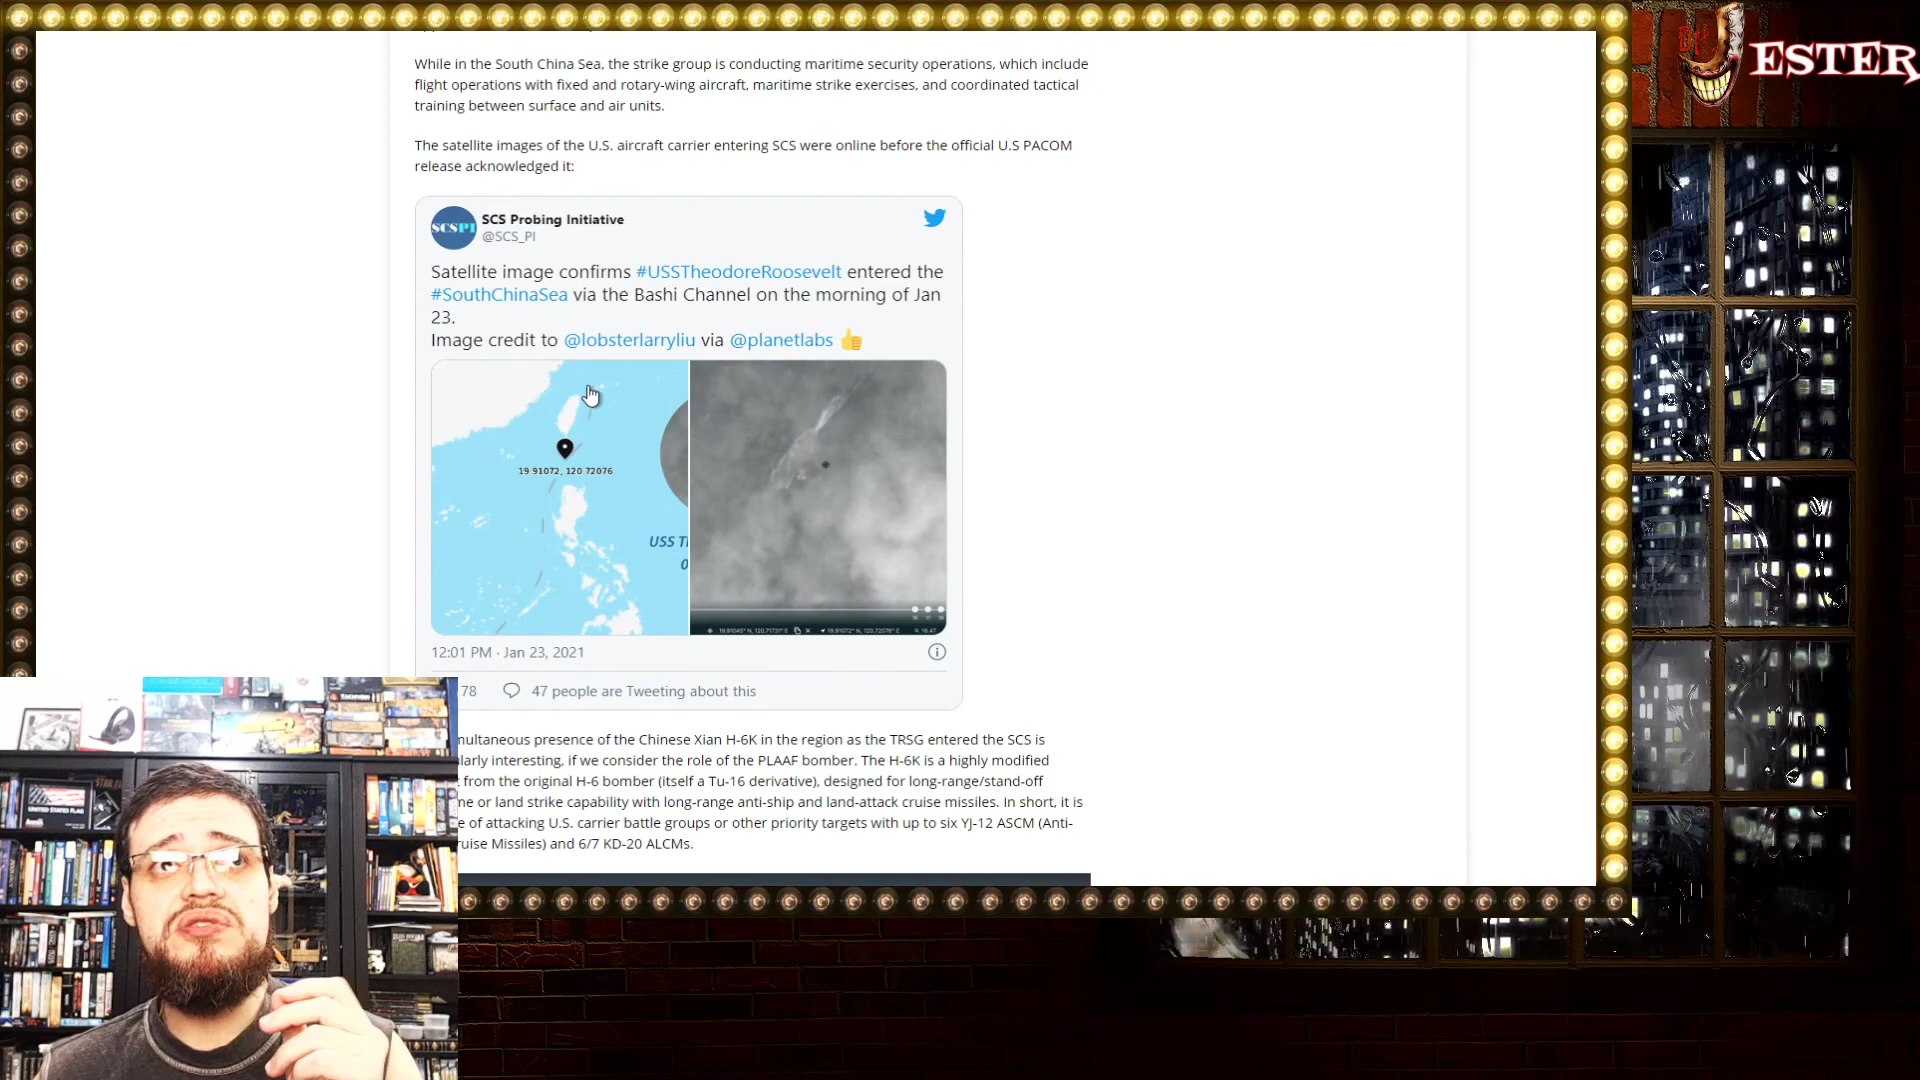 While in the South China Sea, the strike group is conducting maritime security operations, which include
flight operations with fixed and rotary-wing aircraft, maritime strike exercises, and coordinated tactical
training between surface and air units.
The satellite images of the U.S. aircraft carrier entering SCS were online before the official U.S PACOM
release acknowledged it:
SCSPI
SCS Probing Initiative
@SCS_PI
Satellite image confirms #USSTheodoreRoosevelt entered the
#SouthChinaSea via the Bashi Channel on the morning of Jan
23.
Image credit to @lobsterlarryliu via @planetlabs 👍
19.91072, 120.72076
12:01 PM · Jan 23, 2021
78
47 people are Tweeting about this
multaneous presence of the Chinese Xian H-6K in the region as the TRSG entered the SCS is
larly interesting, if we consider the role of the PLAAF bomber. The H-6K is a highly modified
from the original H-6 bomber (itself a Tu-16 derivative), designed for long-range/stand-off
me or land strike capability with long-range anti-ship and land-attack cruise missiles. In short, it is
e of attacking U.S. carrier battle groups or other priority targets with up to six YJ-12 ASCM (Anti-
ruise Missiles) and 6/7 KD-20 ALCMs.
ESTER
UNITED STATES FLAG